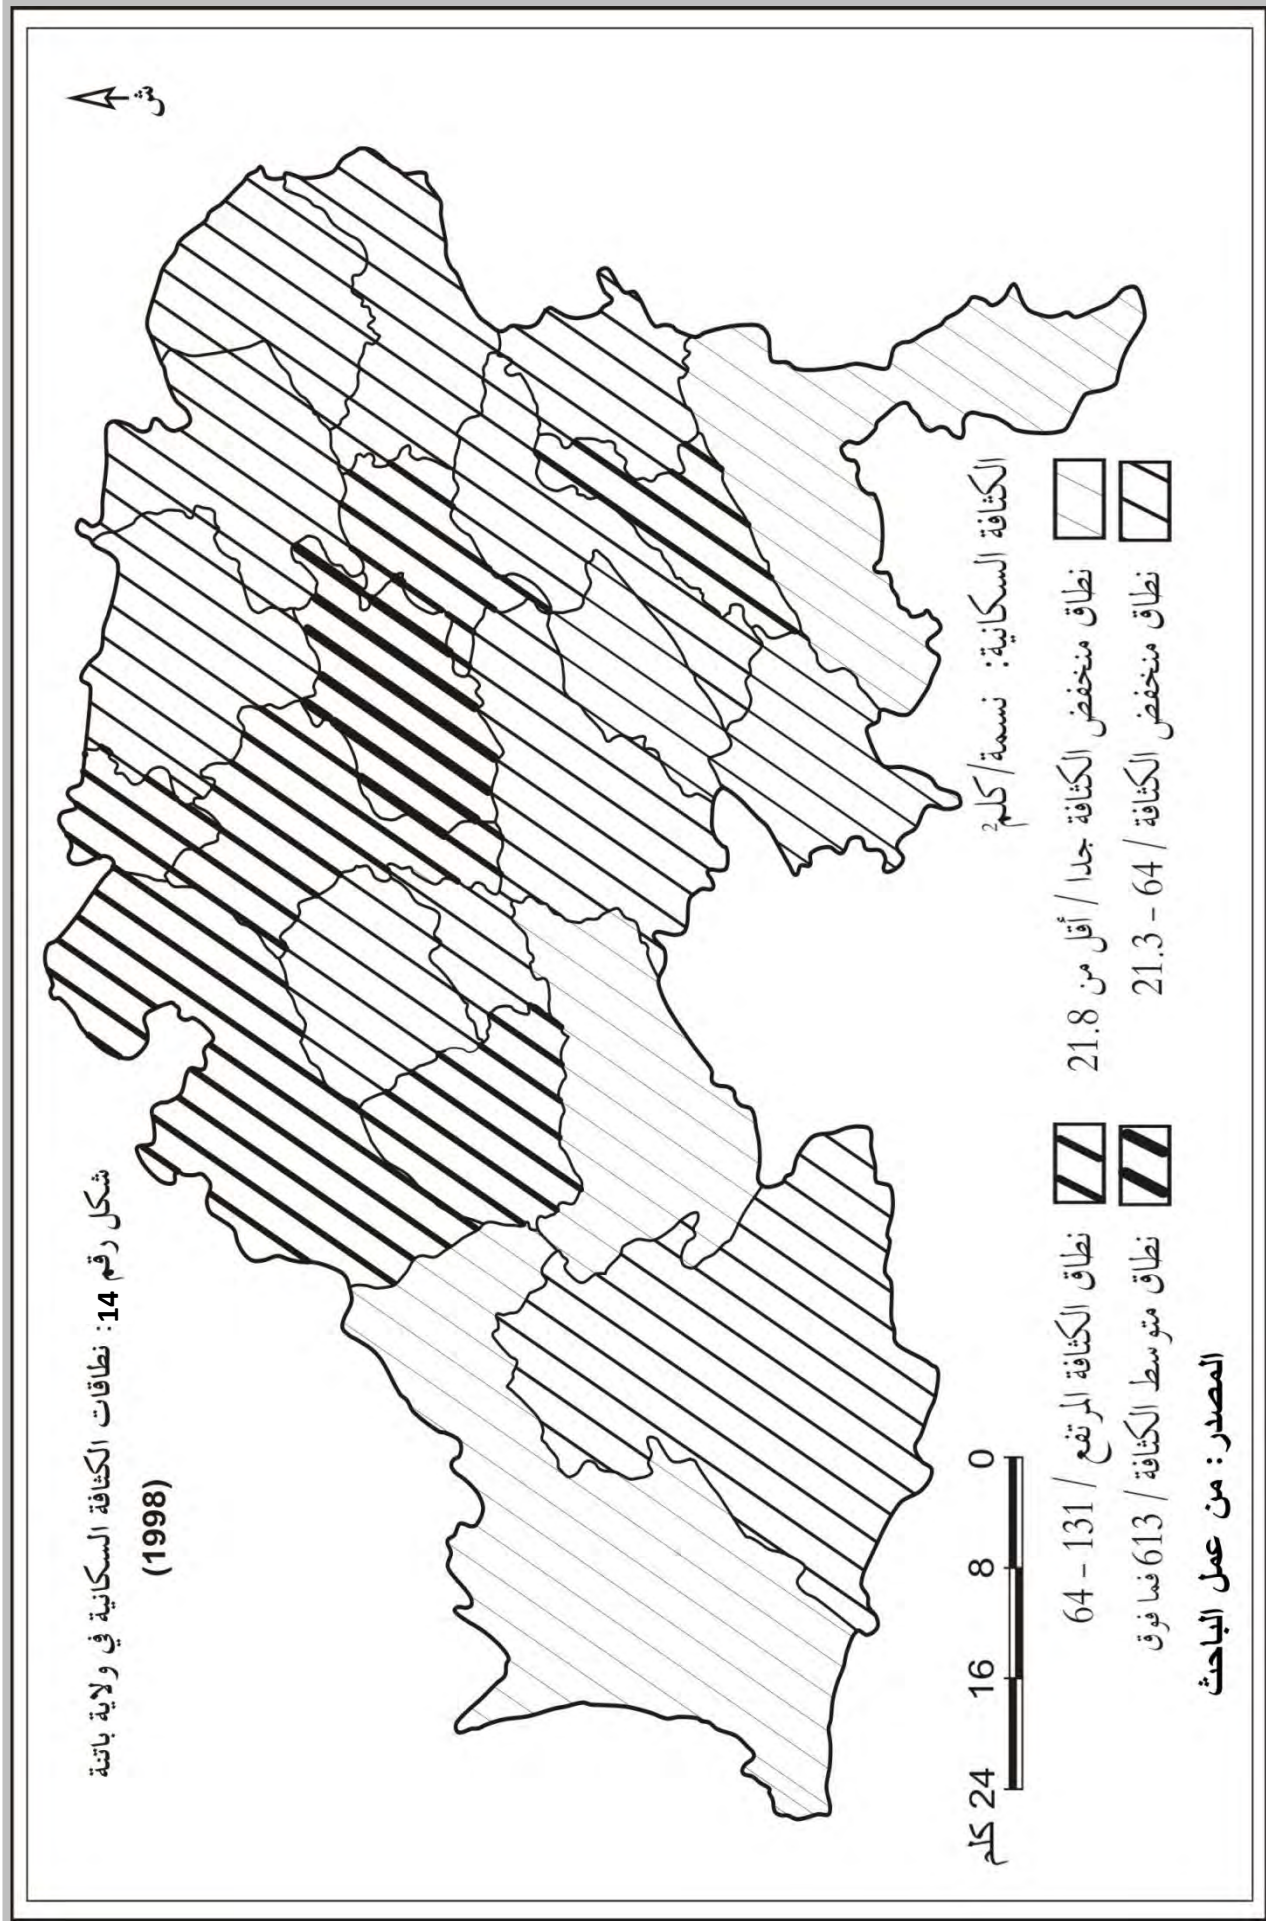 شكل رقم 14: نطاقات الكثافة السكانية في ولاية باتنة
(1998)
ش
24 كلم 16 8 0
الكثافة السكانية: نسمة/كلم2
نطاق منخفض الكثافة جدا / أقل من 21.8
نطاق منخفض الكثافة / 64 – 21.3
نطاق الكثافة المرتفع / 131 – 64
نطاق متوسط الكثافة / 613 فما فوق
المصدر: من عمل الباحث